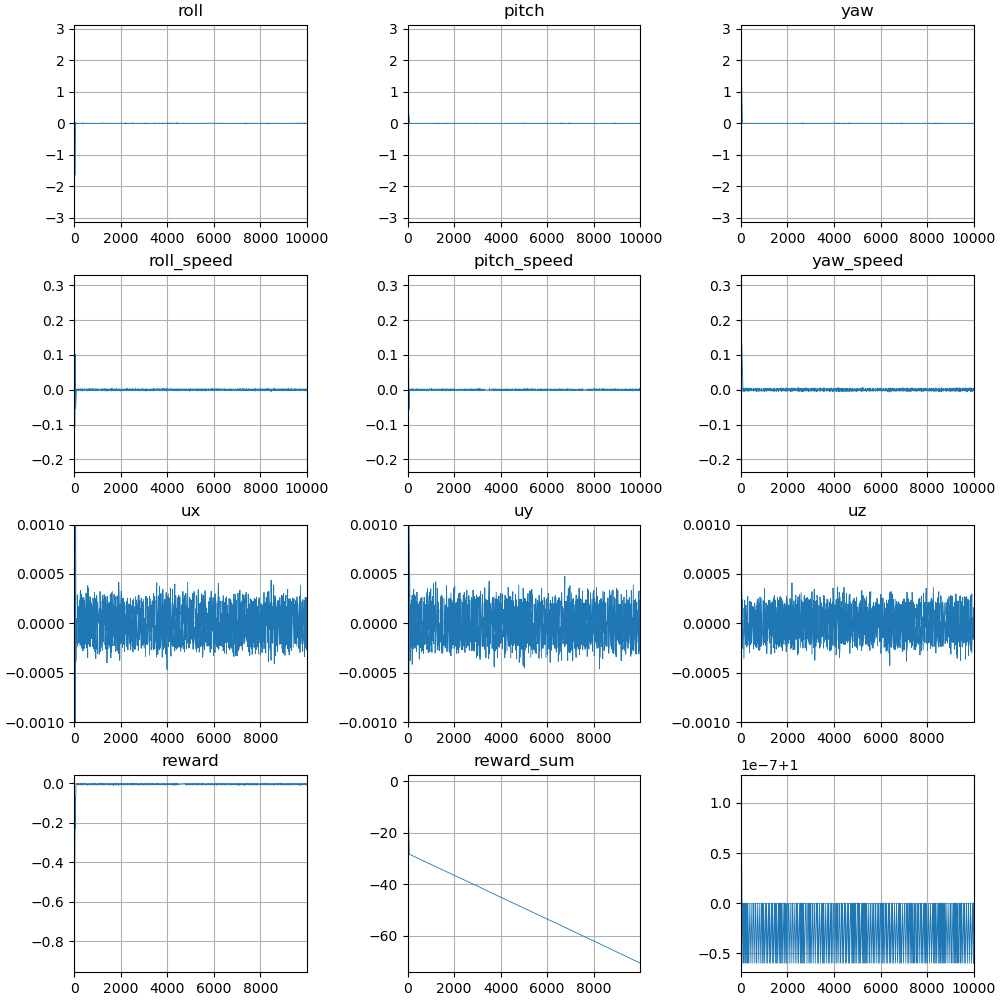 roll pitch yaw
3 3 3
2 2 2
1 1 1
0 0 0
−1 −1 −1
−2 −2 −2
−3 −3 −3
0 2000 4000 6000 8000 10000 0 2000 4000 6000 8000 10000 0 2000 4000 6000 8000 10000
roll_speed pitch_speed yaw_speed
0.3 0.3 0.3
0.2 0.2 0.2
0.1 0.1 0.1
0.0 0.0 0.0
−0.1 −0.1 −0.1
−0.2 −0.2 −0.2
0 2000 4000 6000 8000 10000 0 2000 4000 6000 8000 10000 0 2000 4000 6000 8000 10000
ux uy uz
0.0010 0.0010 0.0010
0.0005 0.0005 0.0005
0.0000 0.0000 0.0000
−0.0005 −0.0005 −0.0005
−0.0010 −0.0010 −0.0010
0 2000 4000 6000 8000 0 2000 4000 6000 8000 0 2000 4000 6000 8000
reward reward_sum 1e−7+1
0.0 0 1.0
−0.2 −20 0.5
−0.4 −40 0.0
−0.6 −60 −0.5
−0.8
0 2000 4000 6000 8000 0 2000 4000 6000 8000 0 2000 4000 6000 8000 10000